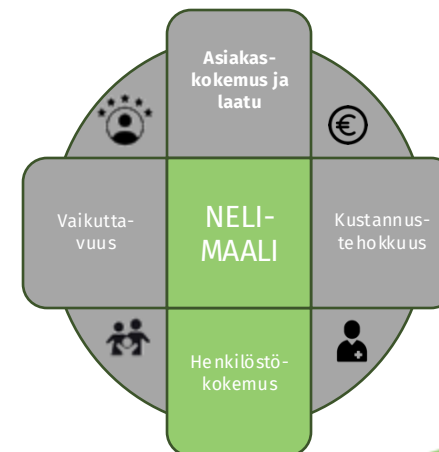 Asiakas-
kokemus ja
laatu
€
Vaikutta-
vuus
NELI-
MAALI
Kustannus-
tehokkuus
Henkilöstö-
kokemus